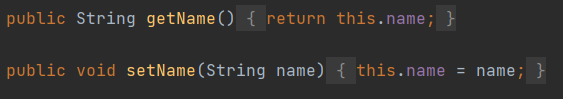 public String getName() { return this.name; }
public void setName(String name) { this.name = name; }